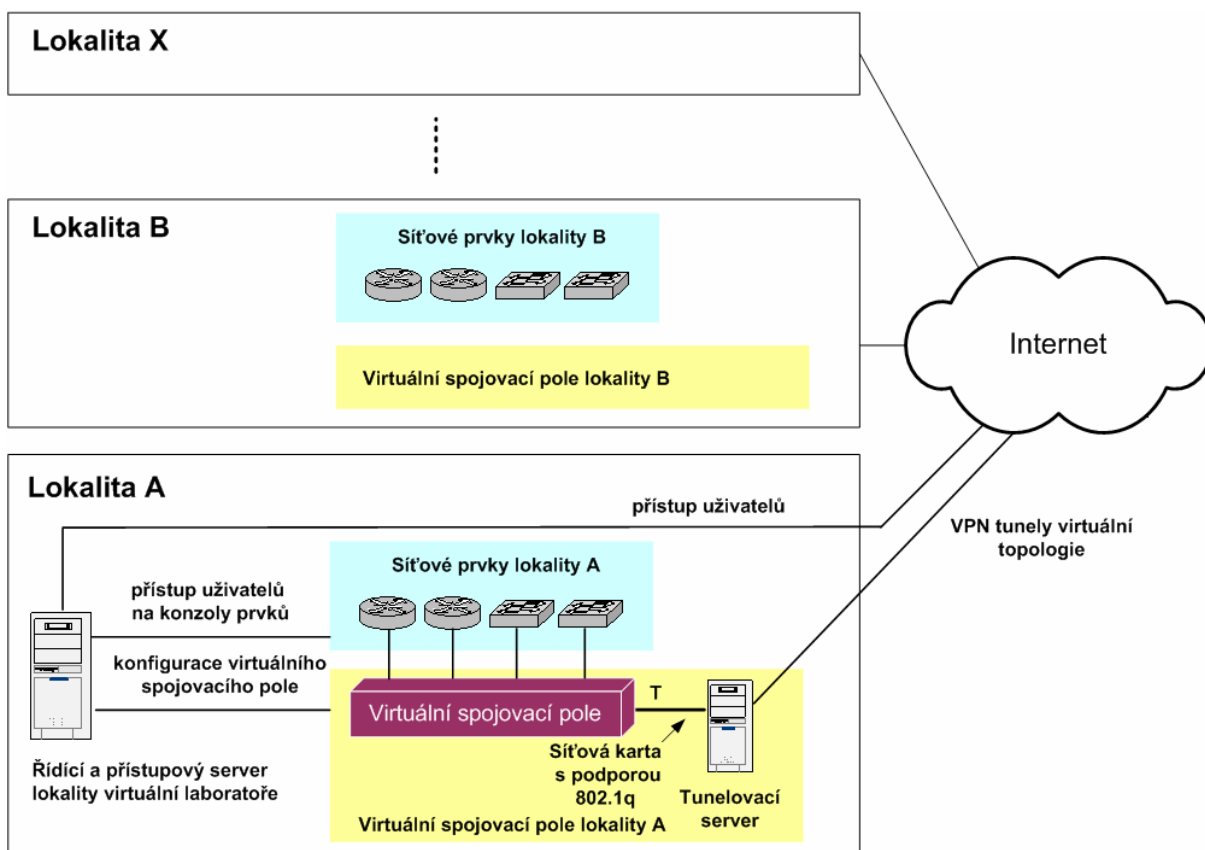 Lokalita X
Lokalita B
Síťové prvky lokality B
Virtuální spojovací pole lokality B
Internet
Lokalita A
přístup uživatelů
VPN tunely virtuální
topologie
Síťové prvky lokality A
přístup uživatelů
na konzoly prvků
konfigurace virtuálního
spojovacího pole
Virtuální spojovací pole
T
Síťová karta
s podporou
802.1q
Tunelovací
server
Řídící a přístupový server
lokality virtuální laboratoře
Virtuální spojovací pole lokality A